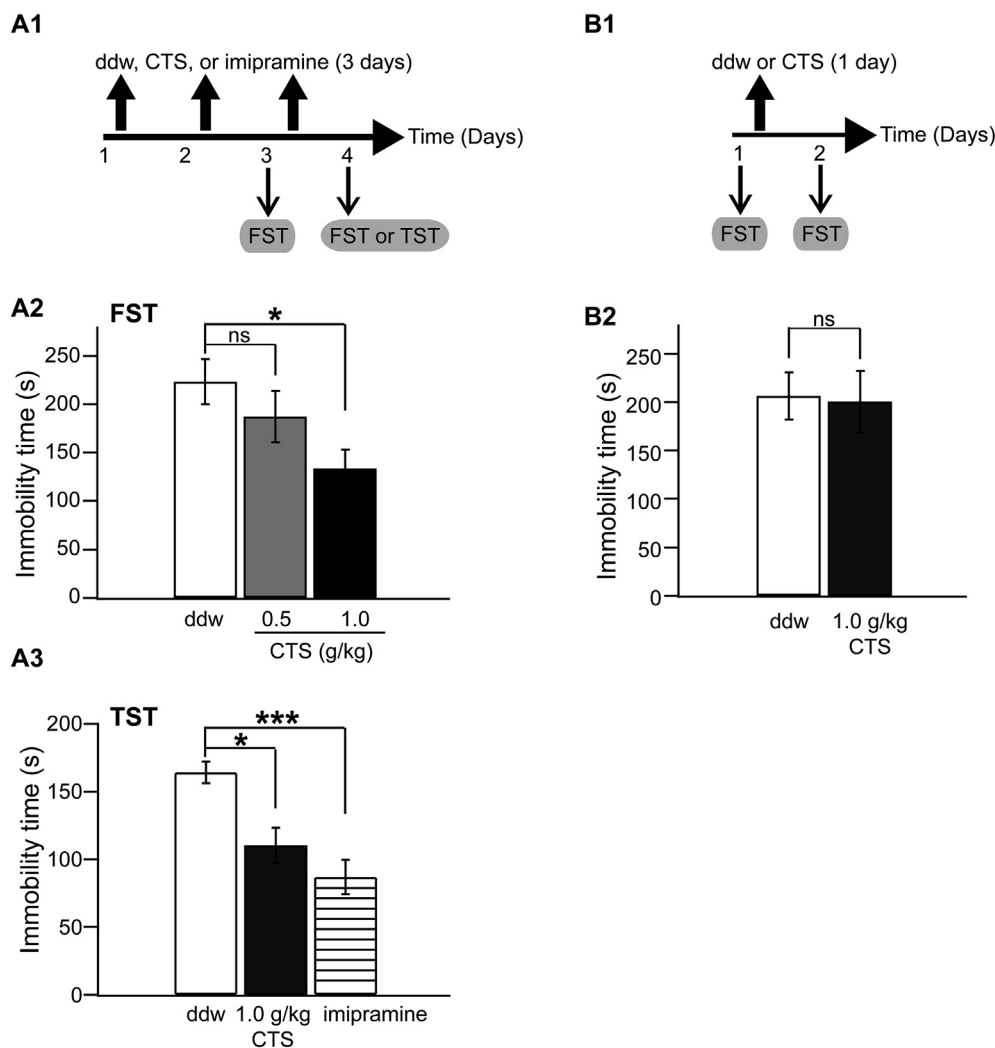 A1
ddw, CTS, or imipramine (3 days)
Time (Days)
1 2 3 4
FST FST or TST
B1
ddw or CTS (1 day)
Time (Days)
1 2
FST FST
A2
FST
*
ns
Immobility time (s)
250
200
150
100
50
0
ddw 0.5 1.0
CTS (g/kg)
B2
ns
Immobility time (s)
250
200
150
100
50
0
ddw 1.0 g/kg
CTS
A3
TST
***
*
Immobility time (s)
200
150
100
50
0
ddw 1.0 g/kg imipramine
CTS